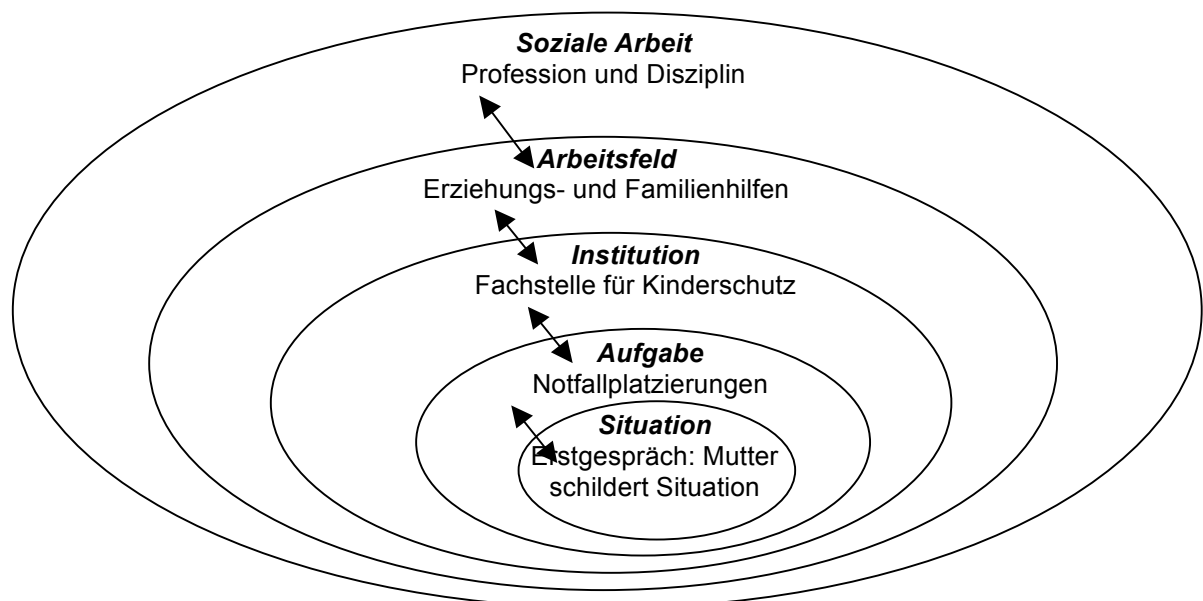 Soziale Arbeit
Profession und Disziplin
Arbeitsfeld
Erziehungs- und Familienhilfen
Institution
Fachstelle für Kinderschutz
Aufgabe
Notfallplatzierungen
Situation
Erstgespräch: Mutter
schildert Situation